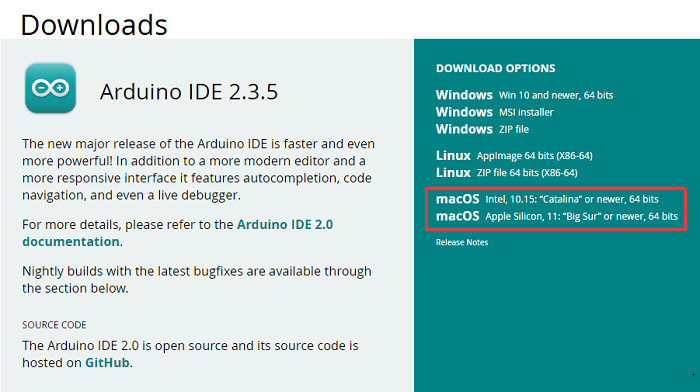 Downloads
Arduino IDE 2.3.5
The new major release of the Arduino IDE is faster and even
more powerful! In addition to a more modern editor and a
more responsive interface it features autocompletion, code
navigation, and even a live debugger.
For more details, please refer to the Arduino IDE 2.0
documentation.
Nightly builds with the latest bugfixes are available through
the section below.
SOURCE CODE
The Arduino IDE 2.0 is open source and its source code is
hosted on GitHub.
DOWNLOAD OPTIONS
Windows Win 10 and newer, 64 bits
Windows MSI installer
Windows ZIP file
Linux AppImage 64 bits (X86-64)
Linux ZIP file 64 bits (X86-64)
macOS Intel, 10.15: “Catalina” or newer, 64 bits
macOS Apple Silicon, 11: “Big Sur” or newer, 64 bits
Release Notes